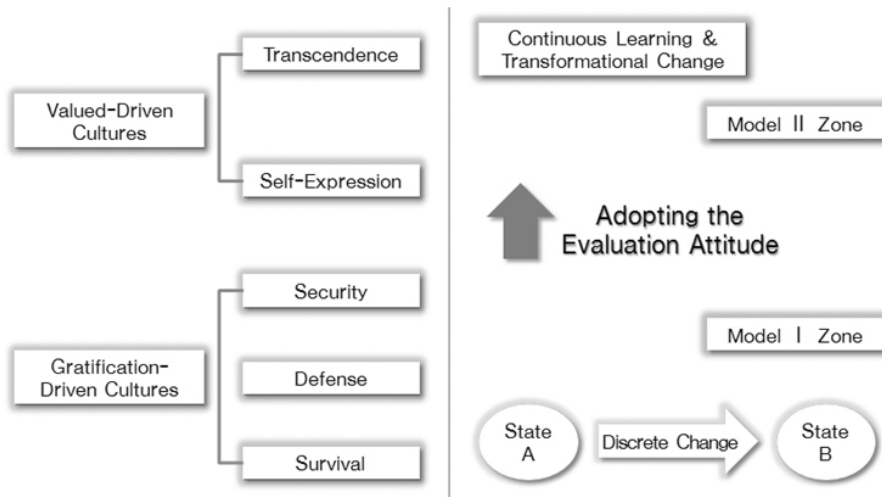 Transcendence
Valued-Driven
Cultures
Self-Expression
Security
Gratification-
Driven Cultures
Defense
Survival
Continuous Learning &
Transformational Change
Model II Zone
Adopting the
Evaluation Attitude
Model I Zone
State
A
Discrete Change
State
B